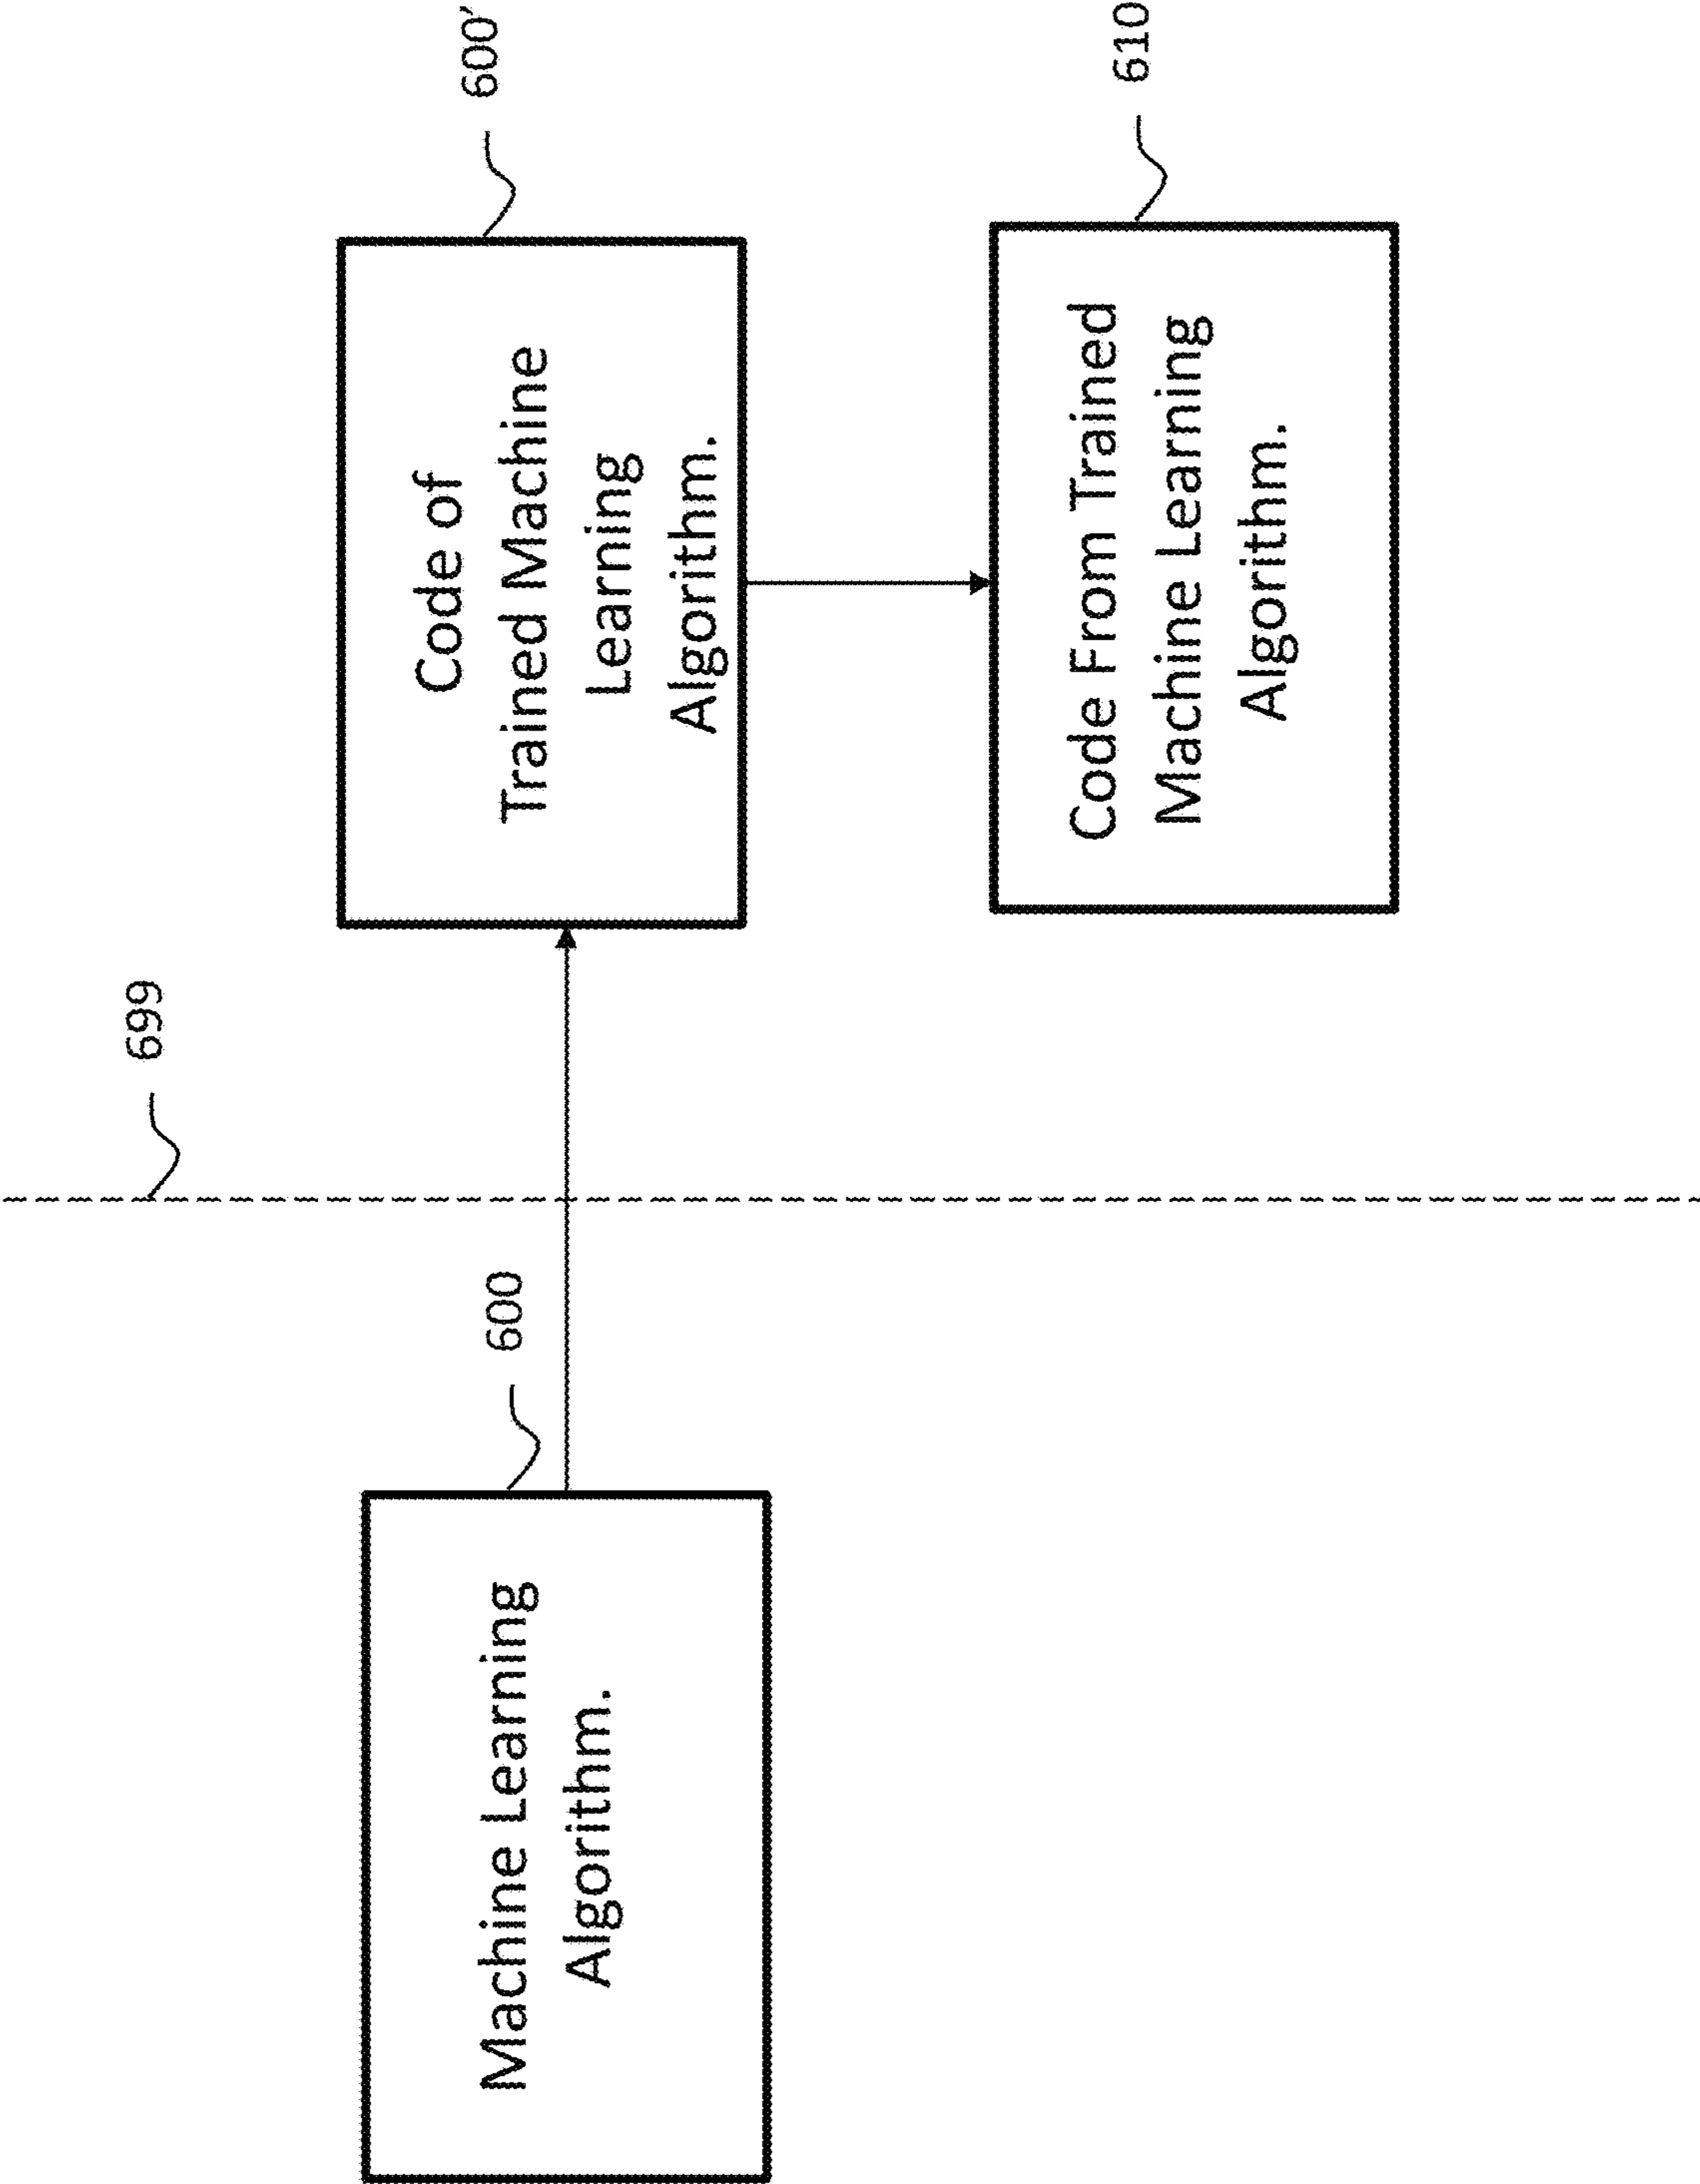 699
600
600'
Machine Learning
Algorithm.
Code of
Trained Machine
Learning
Algorithm.
610
Code From Trained
Machine Learning
Algorithm.